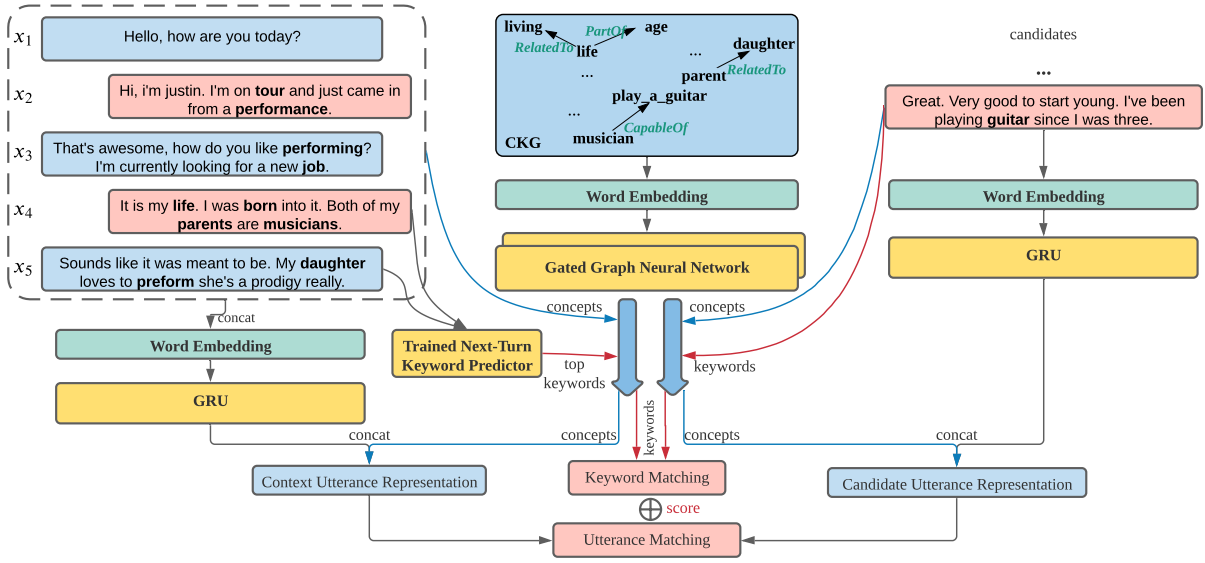 x1
Hello, how are you today?
x2
Hi, i'm justin. I'm on tour and just came in
from a performance.
x3
That's awesome, how do you like performing?
I'm currently looking for a new job.
x4
It is my life. I was born into it. Both of my
parents are musicians.
x5
Sounds like it was meant to be. My daughter
loves to preform she's a prodigy really.
concat
Word Embedding
GRU
living
PartOf
age
RelatedTo
life
...
daughter
...
parent
RelatedTo
play_a_guitar
...
CapableOf
CKG
musician
Word Embedding
Gated Graph Neural Network
candidates
...
Great. Very good to start young. I've been
playing guitar since I was three.
Word Embedding
GRU
Trained Next-Turn
Keyword Predictor
concepts
concepts
top
keywords
keywords
keywords
concat
concepts
concepts
concat
Context Utterance Representation
Keyword Matching
Candidate Utterance Representation
score
Utterance Matching